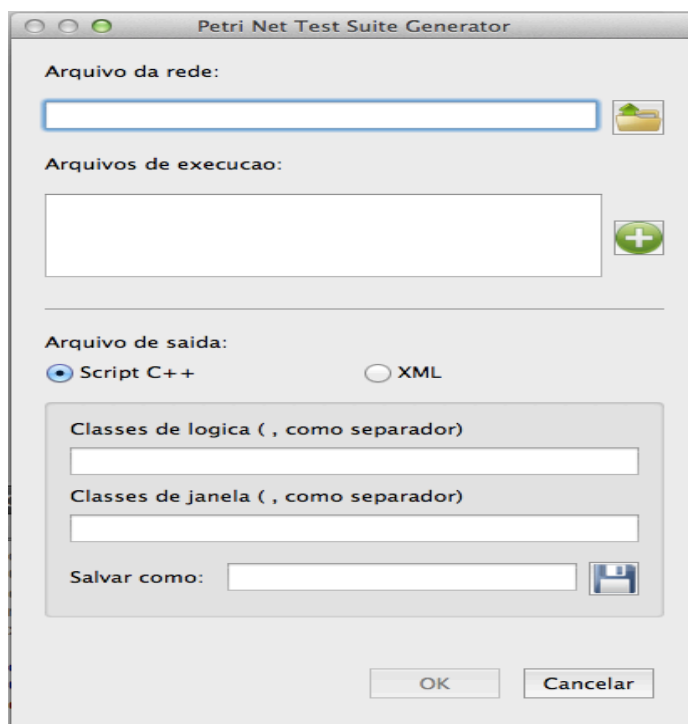 Petri Net Test Suite Generator
Arquivo da rede:
Arquivos de execucao:
Arquivo de saida:
Script C++ XML
Classes de logica ( , como separador)
Classes de janela ( , como separador)
Salvar como:
OK Cancelar